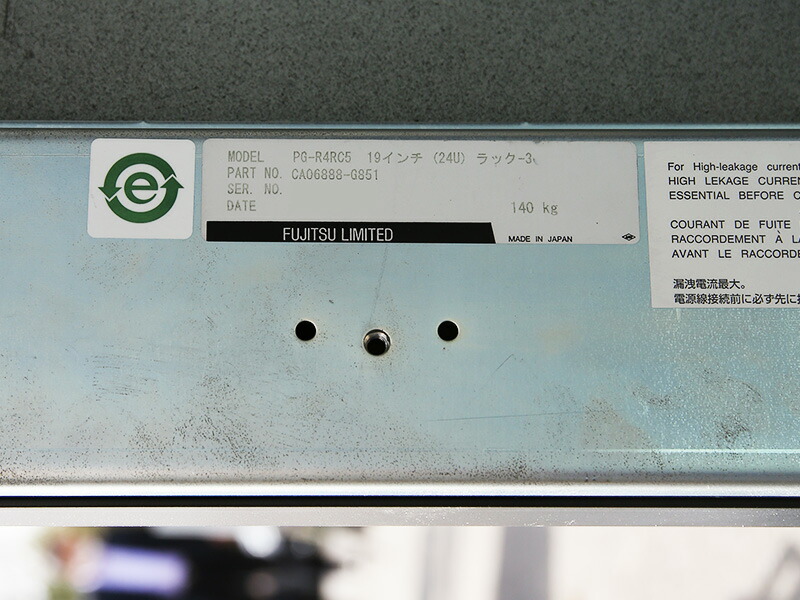 e
MODEL PG-R4RC5 19インチ (24U) ラック-3
PART NO. CA06888-G851
SER. NO.
DATE 140 kg
FUJITSU LIMITED MADE IN JAPAN
For High-leakage current
HIGH LEKAGE CURRE
ESSENTIAL BEFORE C
COURANT DE FUITE
RACCORDEMENT À LA
AVANT LE RACCORDE
漏洩電流最大。
電源線接続前に必ず先に